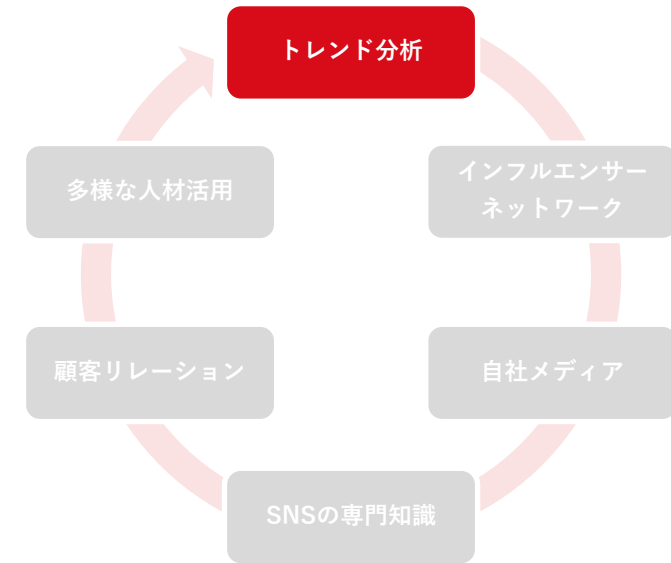 トレンド分析
インフルエンサー
ネットワーク
自社メディア
SNSの専門知識
顧客リレーション
多様な人材活用